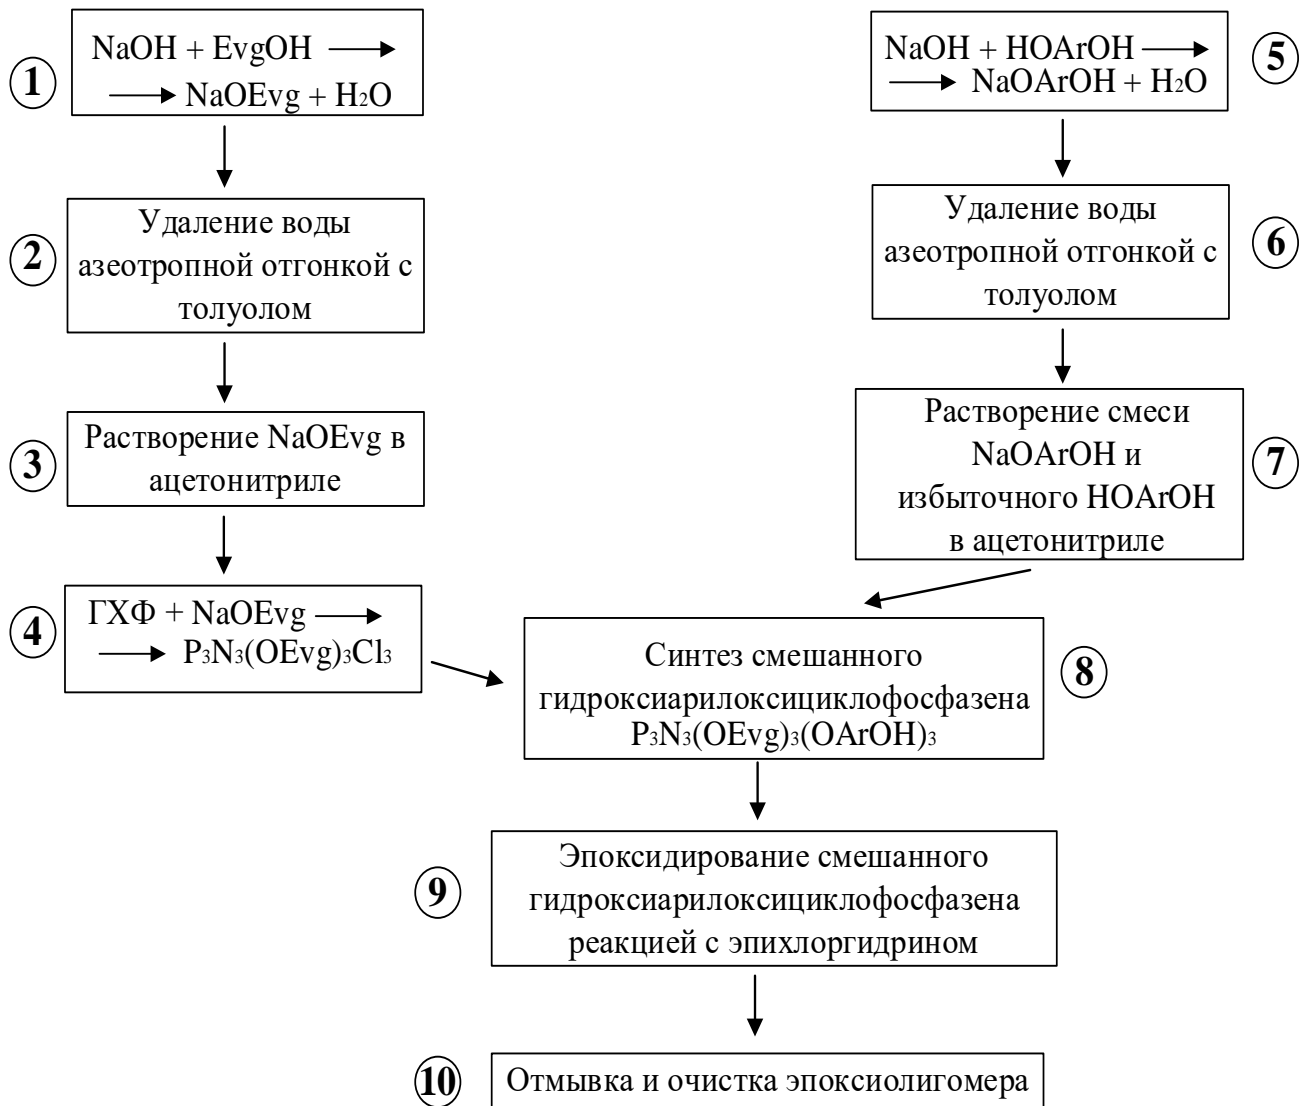 1
NaOH + EvgOH ⟶
⟶ NaOEvg + H₂O
2
Удаление воды
азеотропной отгонкой с
толуолом
3
Растворение NaOEvg в
ацетонитриле
4
ГХФ + NaOEvg ⟶
⟶ P₃N₃(OEvg)₃Cl₃
5
NaOH + HOArOH ⟶
⟶ NaOArOH + H₂O
6
Удаление воды
азеотропной отгонкой с
толуолом
7
Растворение смеси
NaOArOH и
избыточного HOArOH
в ацетонитриле
8
Синтез смешанного
гидроксиарилоксициклофосфазена
P₃N₃(OEvg)₃(OArOH)₃
9
Эпоксидирование смешанного
гидроксиарилоксициклофосфазена
реакцией с эпихлоргидрином
10
Отмывка и очистка эпоксиолигомера